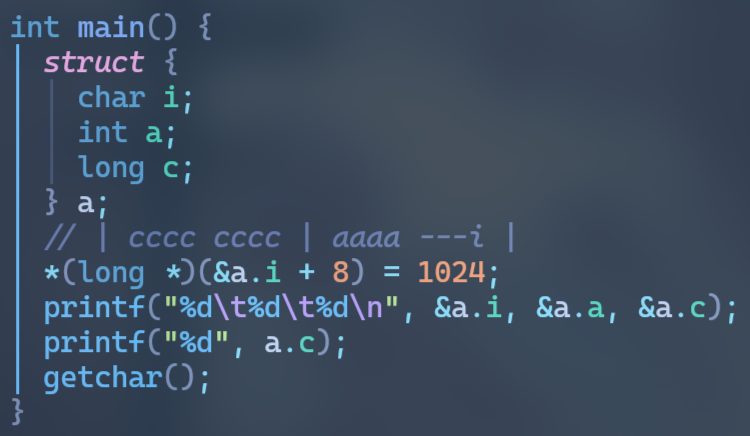 int main() {
  struct {
    char i;
    int a;
    long c;
  } a;
  // | cccc cccc | aaaa ---i |
  *(long *)(&a.i + 8) = 1024;
  printf("%d\t%d\t%d\n", &a.i, &a.a, &a.c);
  printf("%d", a.c);
  getchar();
}